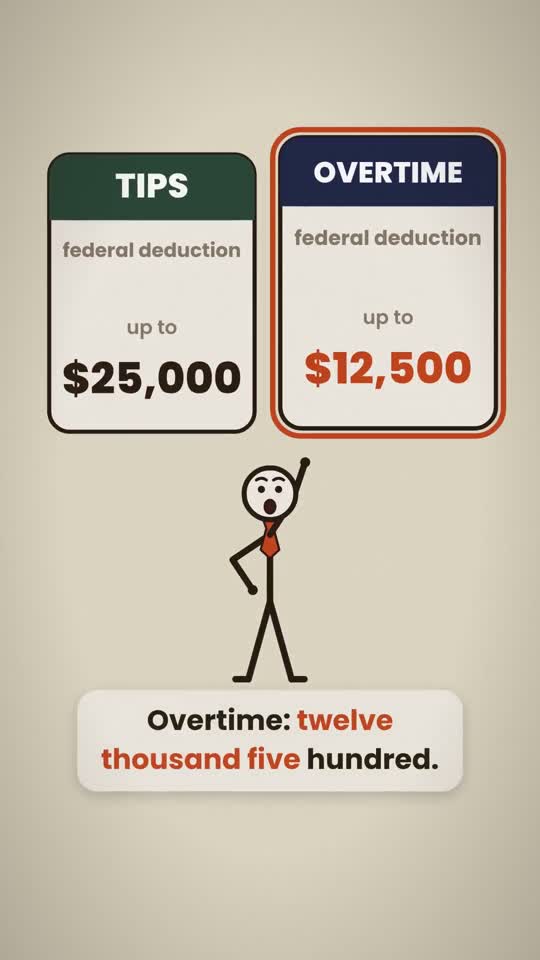 TIPS
federal deduction
up to
$25,000
OVERTIME
federal deduction
up to
$12,500
Overtime: twelve
thousand five hundred.